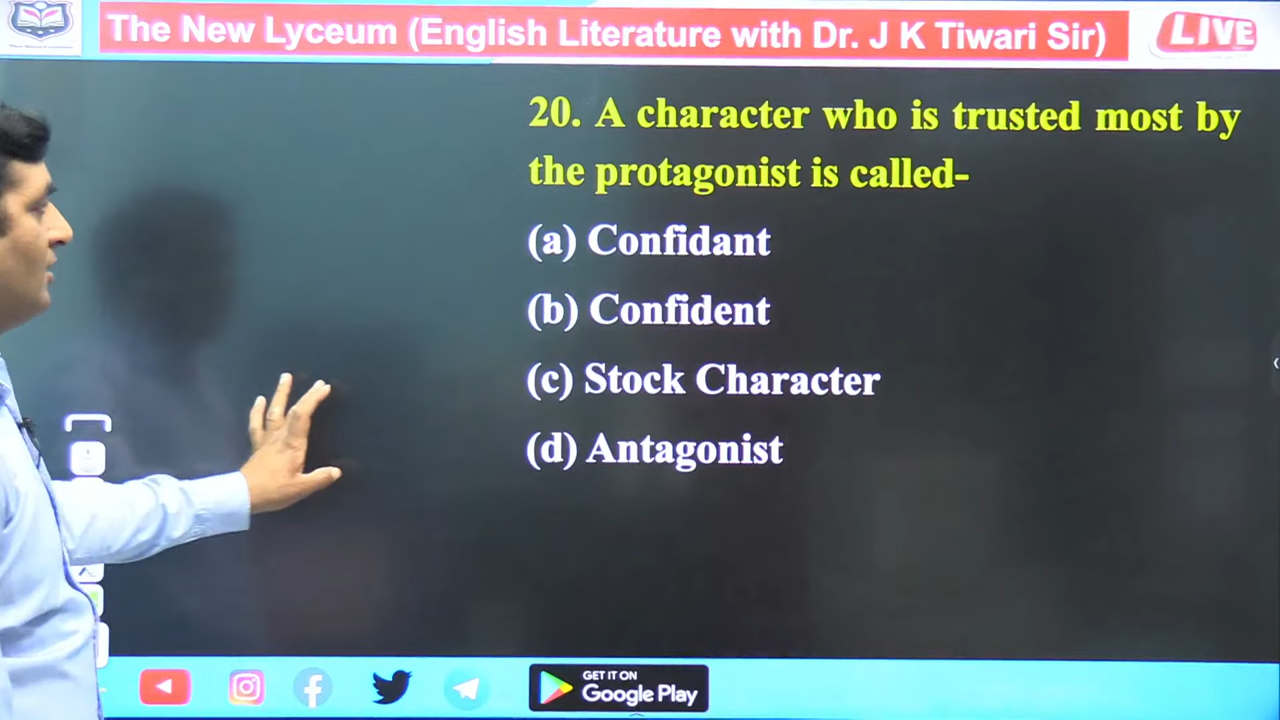 The New Lyceum (English Literature with Dr. J K Tiwari Sir)
LIVE
20. A character who is trusted most by
the protagonist is called-
(a) Confidant
(b) Confident
(c) Stock Character
(d) Antagonist
GET IT ON
Google Play